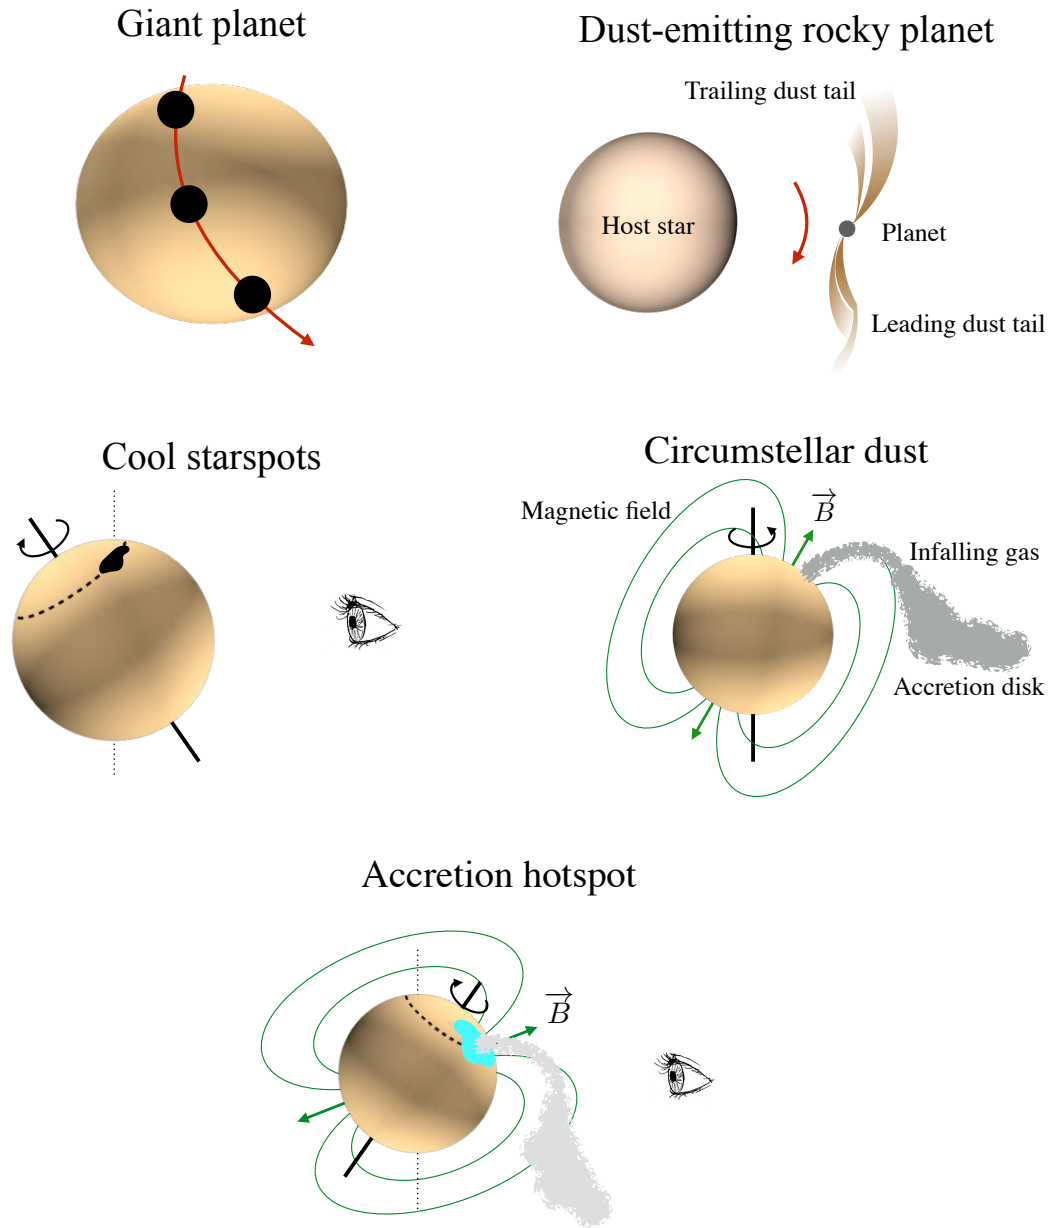 Giant planet
Dust-emitting rocky planet
Trailing dust tail
Host star
Planet
Leading dust tail
Cool starspots
Circumstellar dust
Magnetic field
B
Infalling gas
Accretion disk
Accretion hotspot
B